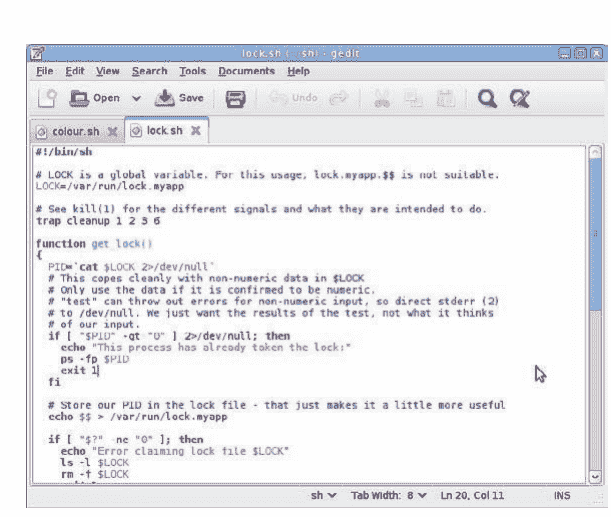 lock.sh ( sh) - gedit
File Edit View Search Tools Documents Help
Open Save Undo
colour.sh lock.sh
#!/bin/sh
# LOCK is a global variable. For this usage, lock.myapp.$$ is not suitable.
LOCK=/var/run/lock.myapp
# See kill(1) for the different signals and what they are intended to do.
trap cleanup 1 2 3 6
function get_lock()
{
PID=`cat $LOCK 2>/dev/null`
# This copes cleanly with non-numeric data in $LOCK
# Only use the data if it is confirmed to be numeric.
# "test" can throw out errors for non-numeric input, so direct stderr (2)
# to /dev/null. We just want the results of the test, not what it thinks
# of our input.
if [ "$PID" -gt "0" ] 2>/dev/null; then
echo "This process has already taken the lock:"
ps -fp $PID
exit 1
fi
# Store our PID in the lock file - that just makes it a little more useful
echo $$ > /var/run/lock.myapp
if [ "$?" -ne "0" ]; then
echo "Error claiming lock file $LOCK"
ls -l $LOCK
rm -f $LOCK
sh Tab Width: 8 Ln 20, Col 11 INS